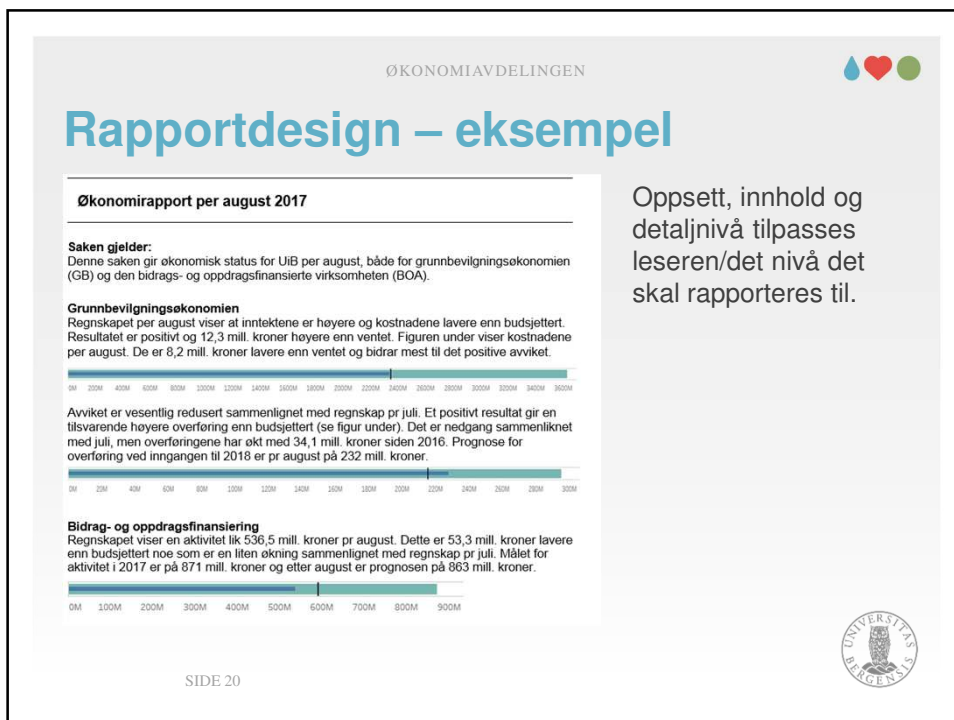 ØKONOMIAVDELINGEN
Rapportdesign – eksempel
Økonomirapport per august 2017
Saken gjelder:
Denne saken gir økonomisk status for UiB per august, både for grunnbevilgningsøkonomien
(GB) og den bidrags- og oppdragsfinansierte virksomheten (BOA).
Grunnbevilgningsøkonomien
Regnskapet per august viser at inntektene er høyere og kostnadene lavere enn budsjettert.
Resultatet er positivt og 12,3 mill. kroner høyere enn ventet. Figuren under viser kostnadene
per august. De er 8,2 mill. kroner lavere enn ventet og bidrar mest til det positive avviket.
0M 200M 400M 600M 800M 1000M 1200M 1400M 1600M 1800M 2000M 2200M 2400M 2600M 2800M 3000M 3200M 3400M 3600M
Avviket er vesentlig redusert sammenlignet med regnskap pr juli. Et positivt resultat gir en
tilsvarende høyere overføring enn budsjettert (se figur under). Det er nedgang sammenliknet
med juli, men overføringene har økt med 34,1 mill. kroner siden 2016. Prognose for
overføring ved inngangen til 2018 er pr august på 232 mill. kroner.
0M 20M 40M 60M 80M 100M 120M 140M 160M 180M 200M 220M 240M 260M 280M 300M
Bidrag- og oppdragsfinansiering
Regnskapet viser en aktivitet lik 536,5 mill. kroner pr august. Dette er 53,3 mill. kroner lavere
enn budsjettert noe som er en liten økning sammenlignet med regnskap pr juli. Målet for
aktivitet i 2017 er på 871 mill. kroner og etter august er prognosen på 863 mill. kroner.
0M 100M 200M 300M 400M 500M 600M 700M 800M 900M
Oppsett, innhold og
detaljnivå tilpasses
leseren/det nivå det
skal rapporteres til.
SIDE 20
UNIVERSITAS
BERGENSIS